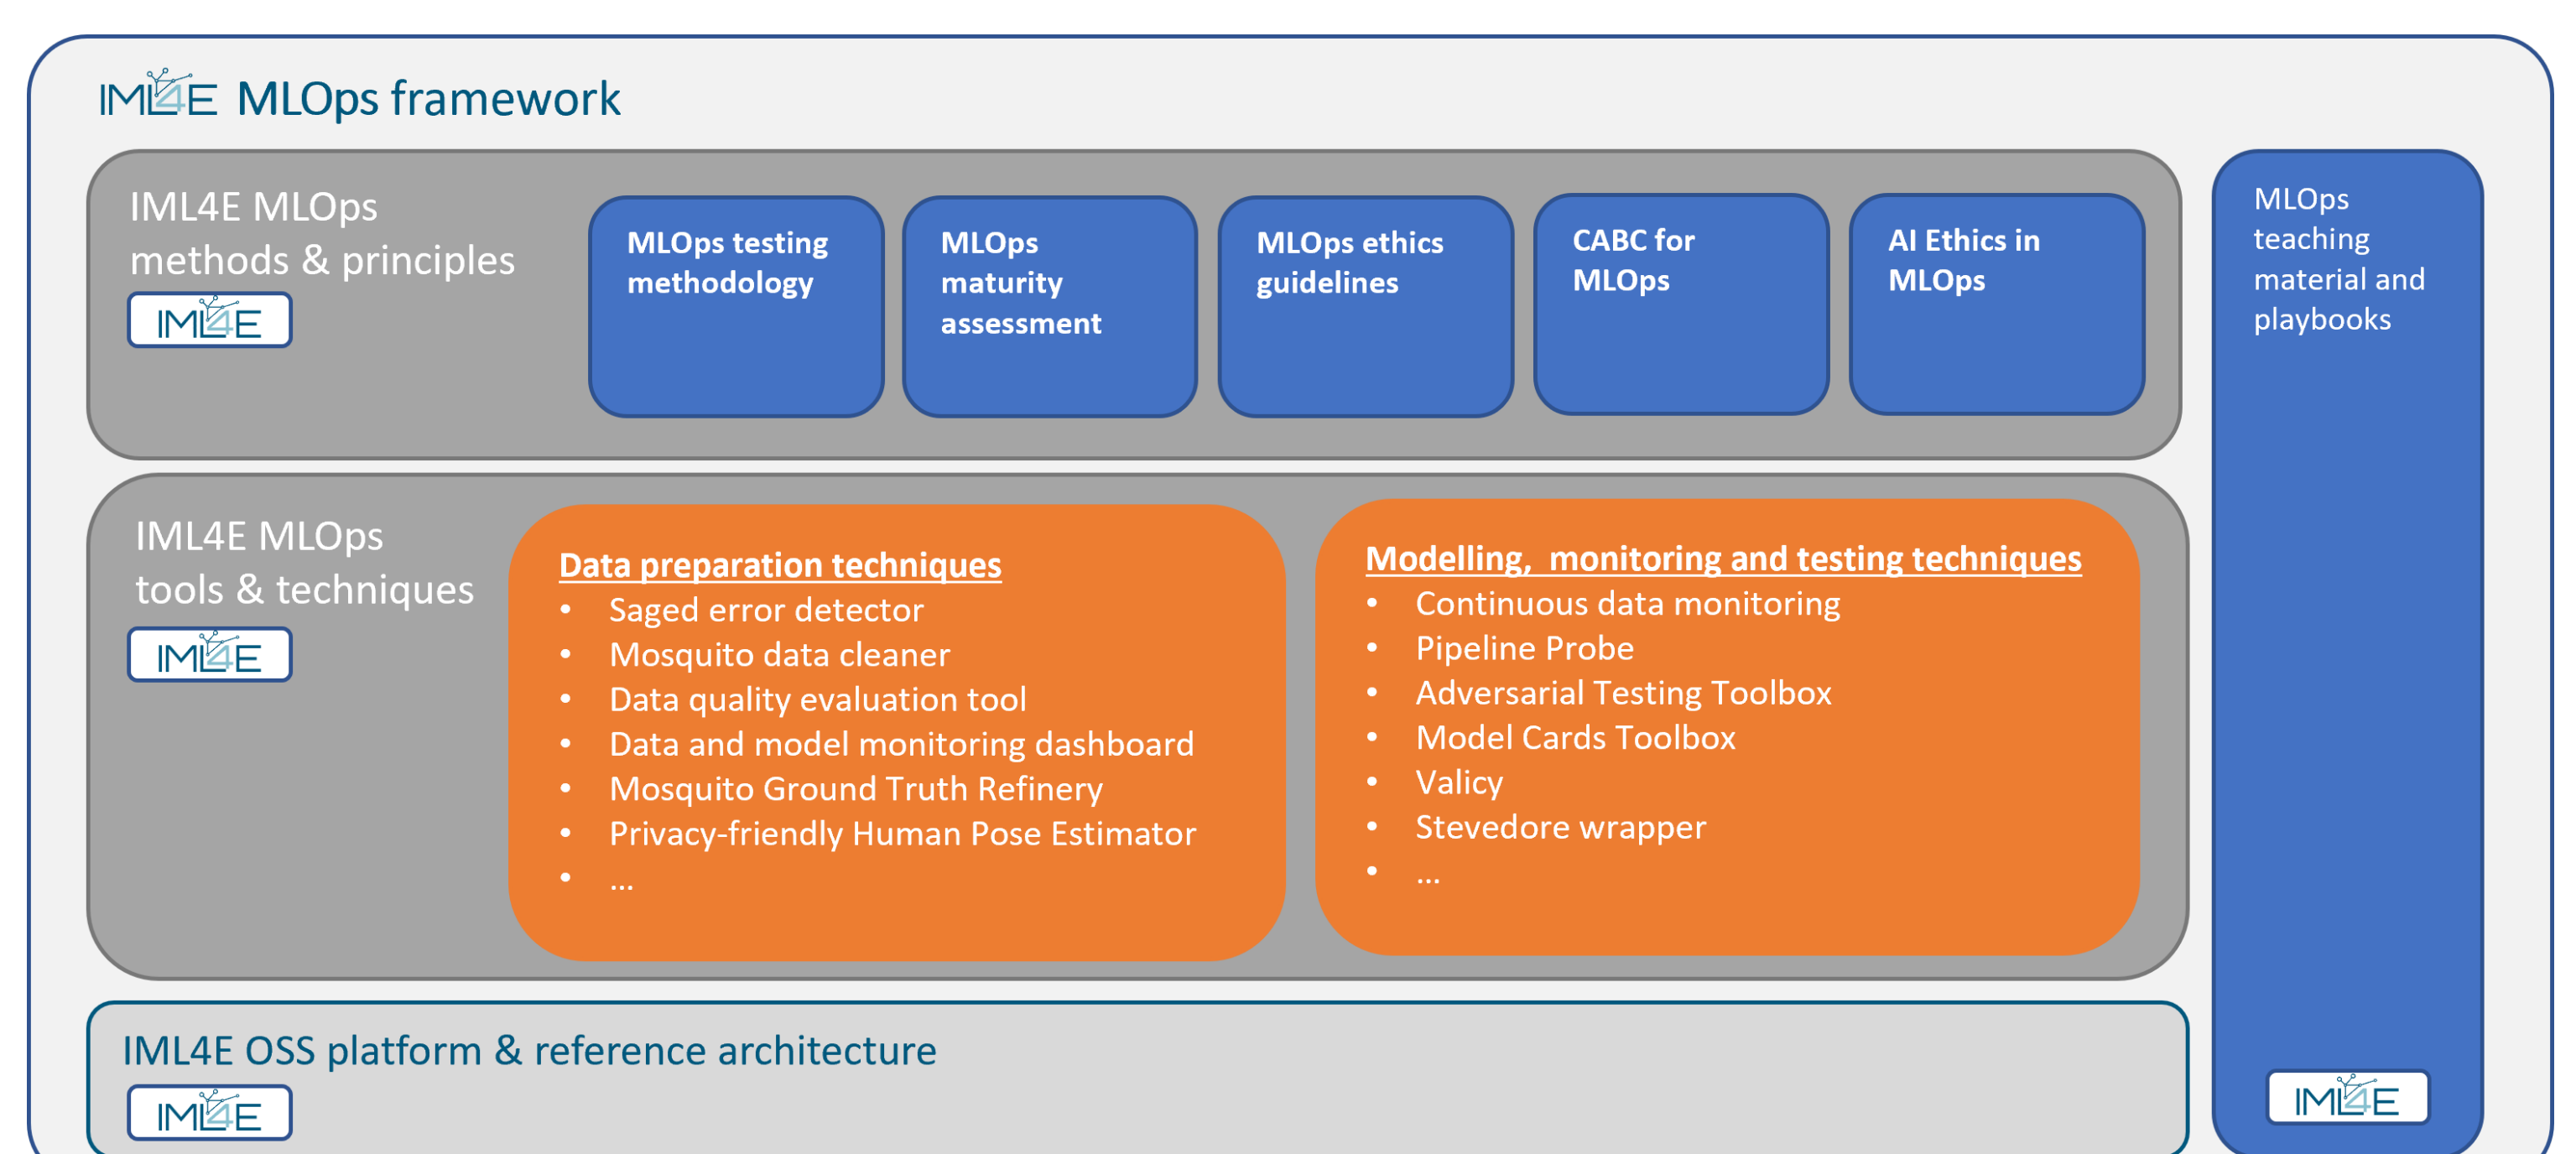 IML4E MLOps framework
IML4E MLOps
methods & principles
IML4E
MLOps testing
methodology
MLOps
maturity
assessment
MLOps ethics
guidelines
CABC for
MLOps
AI Ethics in
MLOps
MLOps
teaching
material and
playbooks
IML4E MLOps
tools & techniques
IML4E
Data preparation techniques
• Saged error detector
• Mosquito data cleaner
• Data quality evaluation tool
• Data and model monitoring dashboard
• Mosquito Ground Truth Refinery
• Privacy-friendly Human Pose Estimator
• ...
Modelling,  monitoring and testing techniques
• Continuous data monitoring
• Pipeline Probe
• Adversarial Testing Toolbox
• Model Cards Toolbox
• Valicy
• Stevedore wrapper
• ...
IML4E OSS platform & reference architecture
IML4E
IML4E